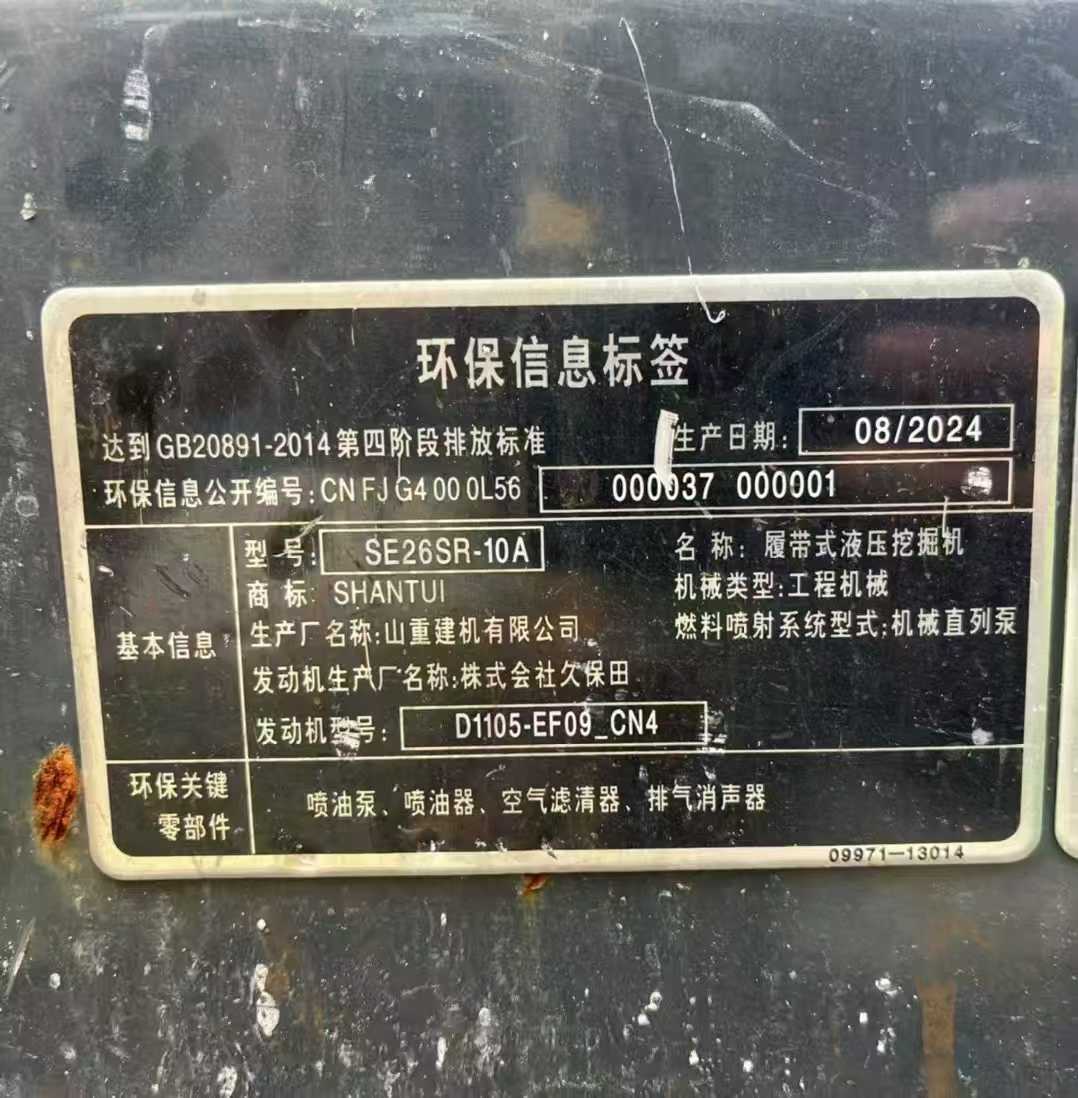 环保信息标签
达到GB20891-2014第四阶段排放标准 生产日期: 08/2024
环保信息公开编号:CN FJ G4 00 0L56 000037 000001
基本信息
型 号: SE26SR-10A
商 标: SHANTUI
生产厂名称:山重建机有限公司
发动机生产厂名称:株式会社久保田
发动机型号: D1105-EF09_CN4
名 称: 履带式液压挖掘机
机械类型:工程机械
燃料喷射系统型式:机械直列泵
环保关键
零部件
喷油泵、喷油器、空气滤清器、排气消声器
09971-13014